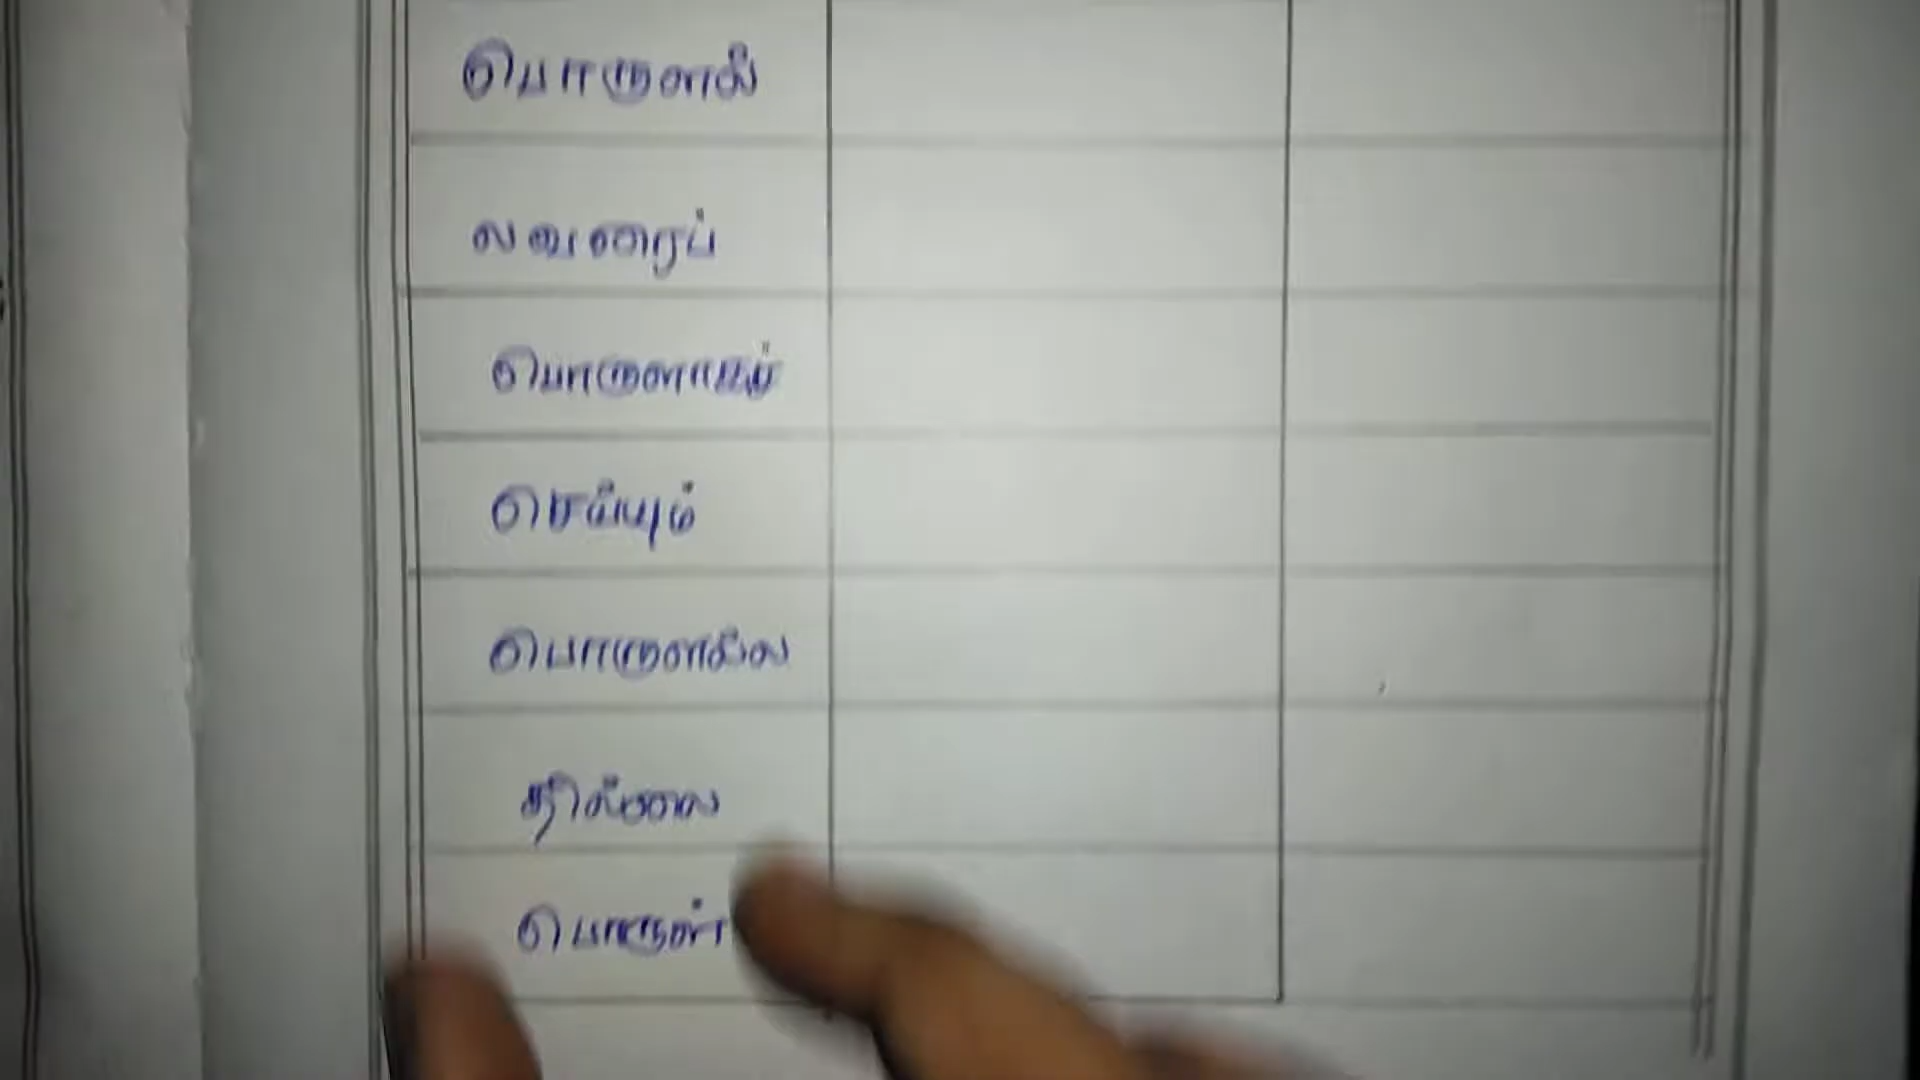 பொருளல்
லவரைப்
பொருளாகச்
செய்யும்
பொருளல்ல
தில்லை
பொருள்